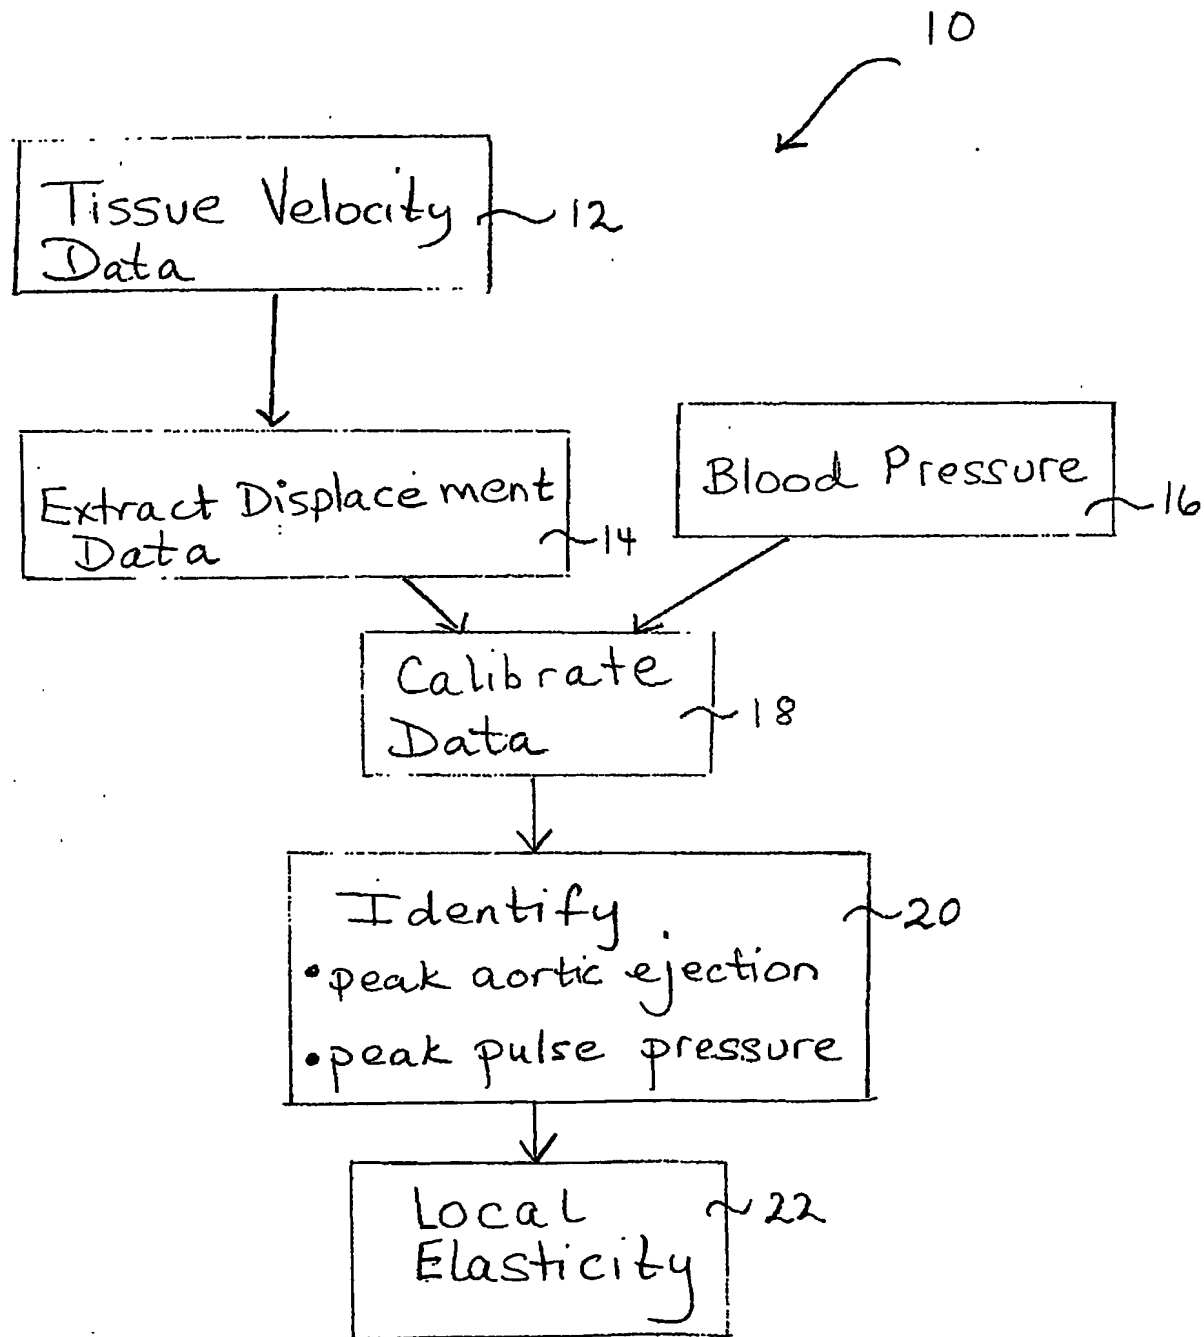 10
Tissue Velocity
Data
12
Extract Displacement
Data
14
Blood Pressure
16
Calibrate
Data
18
Identify
• peak aortic ejection
• peak pulse pressure
20
Local
Elasticity
22